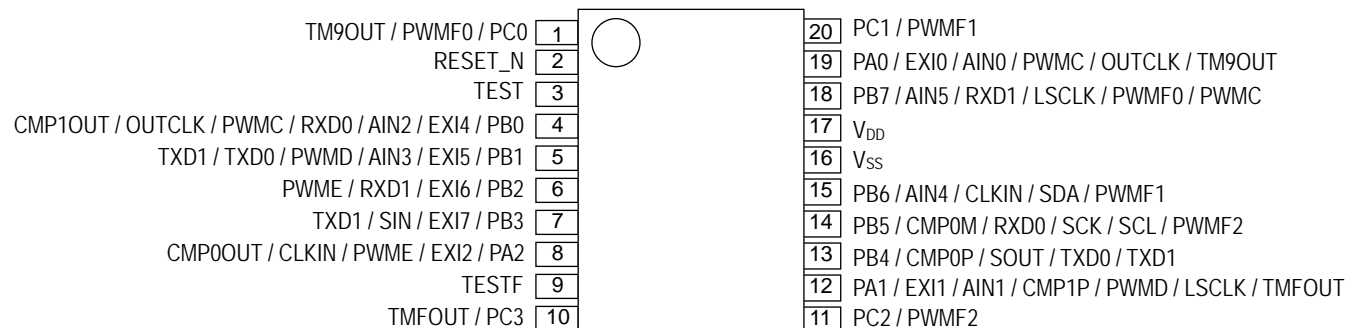 TM9OUT / PWMF0 / PC0 1
RESET_N 2
TEST 3
CMP1OUT / OUTCLK / PWMC / RXD0 / AIN2 / EXI4 / PB0 4
TXD1 / TXD0 / PWMD / AIN3 / EXI5 / PB1 5
PWME / RXD1 / EXI6 / PB2 6
TXD1 / SIN / EXI7 / PB3 7
CMP0OUT / CLKIN / PWME / EXI2 / PA2 8
TESTF 9
TMFOUT / PC3 10
20 PC1 / PWMF1
19 PA0 / EXI0 / AIN0 / PWMC / OUTCLK / TM9OUT
18 PB7 / AIN5 / RXD1 / LSCLK / PWMF0 / PWMC
17 VDD
16 VSS
15 PB6 / AIN4 / CLKIN / SDA / PWMF1
14 PB5 / CMP0M / RXD0 / SCK / SCL / PWMF2
13 PB4 / CMP0P / SOUT / TXD0 / TXD1
12 PA1 / EXI1 / AIN1 / CMP1P / PWMD / LSCLK / TMFOUT
11 PC2 / PWMF2